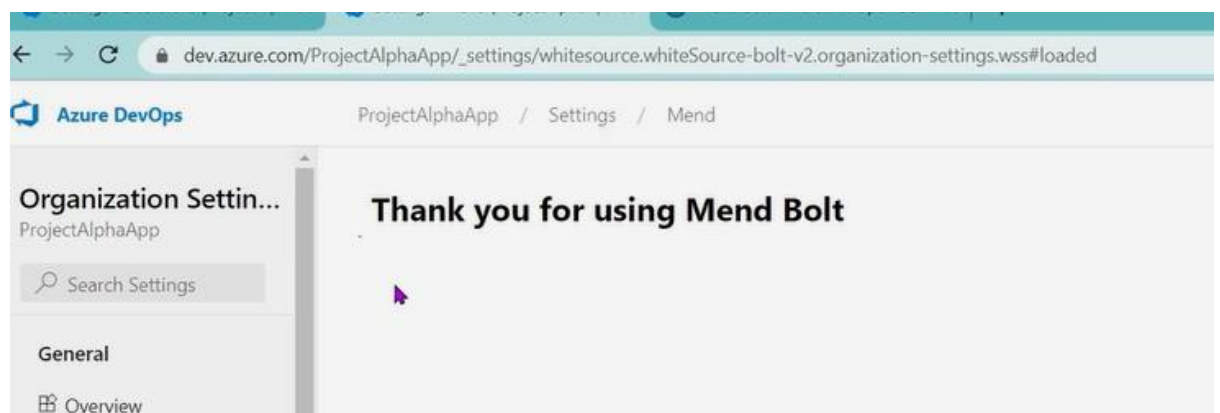 dev.azure.com/ProjectAlphaApp/_settings/whitesource.whiteSource-bolt-v2.organization-settings.wss#loaded
Azure DevOps
ProjectAlphaApp / Settings / Mend
Organization Settin...
ProjectAlphaApp
Search Settings
General
Overview
Thank you for using Mend Bolt